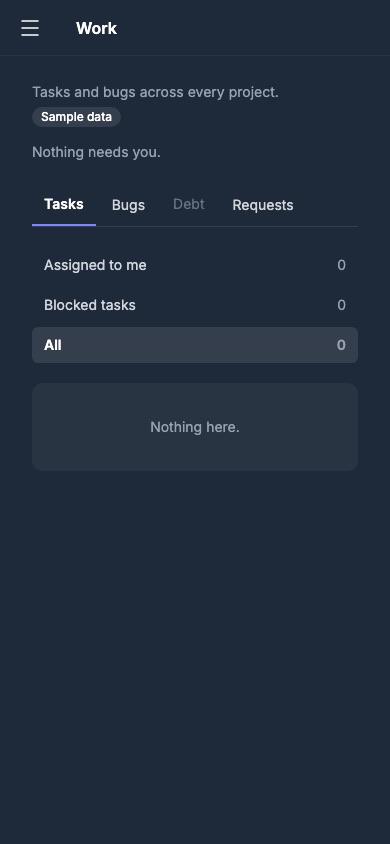 Work
Tasks and bugs across every project.
Sample data
Nothing needs you.
Tasks Bugs Debt Requests
Assigned to me 0
Blocked tasks 0
All 0
Nothing here.